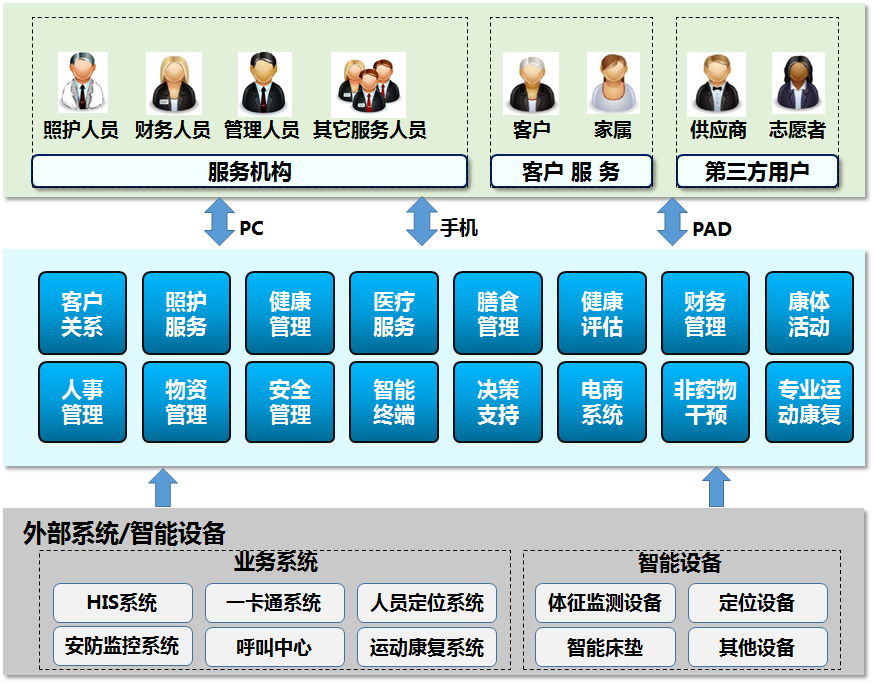 照护人员 财务人员 管理人员 其它服务人员 客户 家属 供应商 志愿者
服务机构 客户 服 务 第三方用户
PC 手机 PAD
客户
关系
照护
服务
健康
管理
医疗
服务
膳食
管理
健康
评估
财务
管理
康体
活动
人事
管理
物资
管理
安全
管理
智能
终端
决策
支持
电商
系统
非药物
干预
专业运
动康复
外部系统/智能设备
业务系统 智能设备
HIS系统 一卡通系统 人员定位系统 体征监测设备 定位设备
安防监控系统 呼叫中心 运动康复系统 智能床垫 其他设备